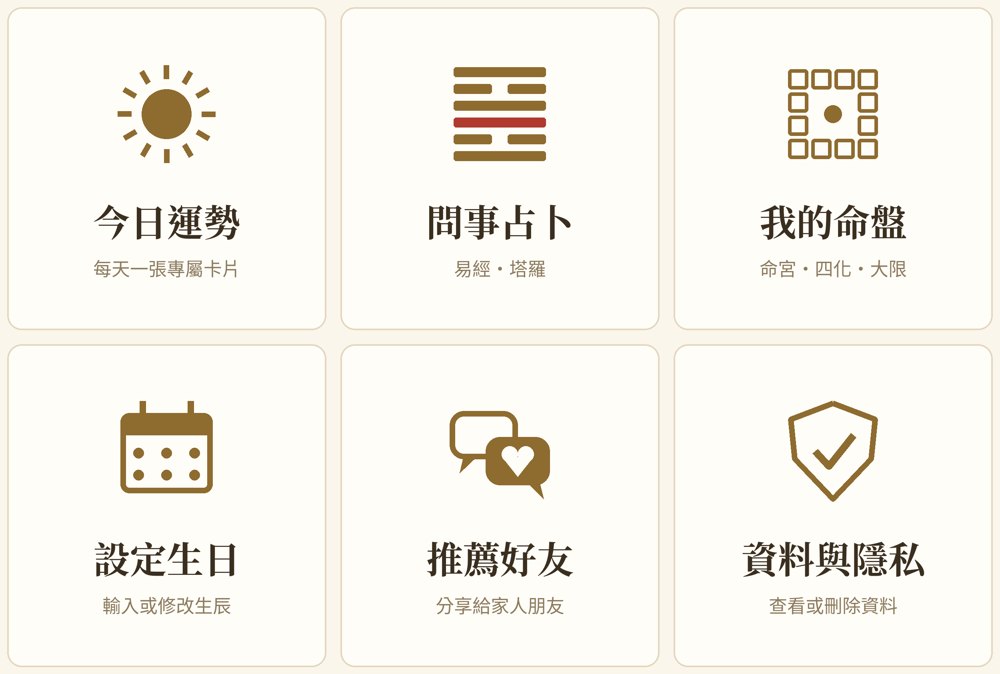 今日運勢
每天一張專屬卡片
問事占卜
易經・塔羅
我的命盤
命宮・四化・大限
設定生日
輸入或修改生辰
推薦好友
分享給家人朋友
資料與隱私
查看或刪除資料